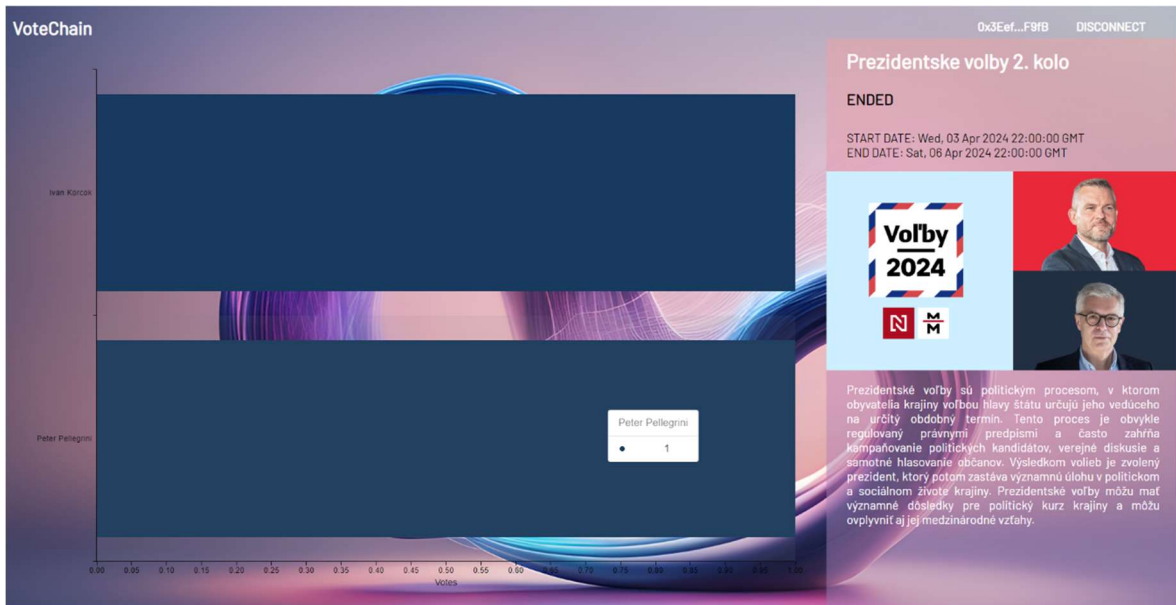 VoteChain
0x3Eef...F9fB DISCONNECT
Prezidentske volby 2. kolo
ENDED
START DATE: Wed, 03 Apr 2024 22:00:00 GMT
END DATE: Sat, 06 Apr 2024 22:00:00 GMT
Voľby
2024
N
M
M
Prezidentské voľby sú politickým procesom, v ktorom
obyvatelia krajiny voľbou hlavy štátu určujú jeho vedúceho
na určitý obdobný termín. Tento proces je obvykle
regulovaný právnymi predpismi a často zahŕňa
kampaňovanie politických kandidátov, verejné diskusie a
samotné hlasovanie občanov. Výsledkom volieb je zvolený
prezident, ktorý potom zastáva významnú úlohu v politickom
a sociálnom živote krajiny. Prezidentské voľby môžu mať
významné dôsledky pre politický kurz krajiny a môžu
ovplyvniť aj jej medzinárodné vzťahy.
Ivan Korcok
Peter Pellegrini
Peter Pellegrini
1
0.00 0.05 0.10 0.15 0.20 0.25 0.30 0.35 0.40 0.45 0.50 0.55 0.60 0.65 0.70 0.75 0.80 0.85 0.90 0.95 1.00
Votes